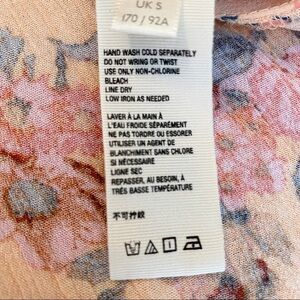 UK S
170 / 92A
HAND WASH COLD SEPARATELY
DO NOT WRING OR TWIST
USE ONLY NON-CHLORINE
BLEACH
LINE DRY
LOW IRON AS NEEDED
LAVER À LA MAIN À
L'EAU FROIDE SÉPARÉMENT
NE PAS TORDRE OU ESSORER
UTILISER UN AGENT DE
BLANCHIMENT SANS CHLORE
SI NÉCESSAIRE
LIGNE SEC
REPASSER, AU BESOIN, À
TRÈS BASSE TEMPÉRATURE
不可拧绞